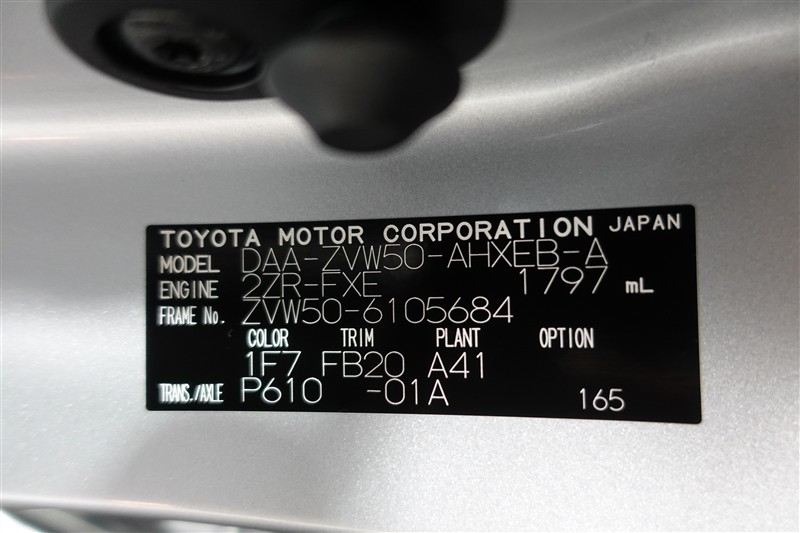 TOYOTA MOTOR CORPORATION JAPAN
MODEL DAA-ZVW50-AHXEB-A
ENGINE 2ZR-FXE 1797 mL
FRAME No. ZVW50-6105684
COLOR TRIM PLANT OPTION
1F7 FB20 A41
TRANS./AXLE P610 -01A 165